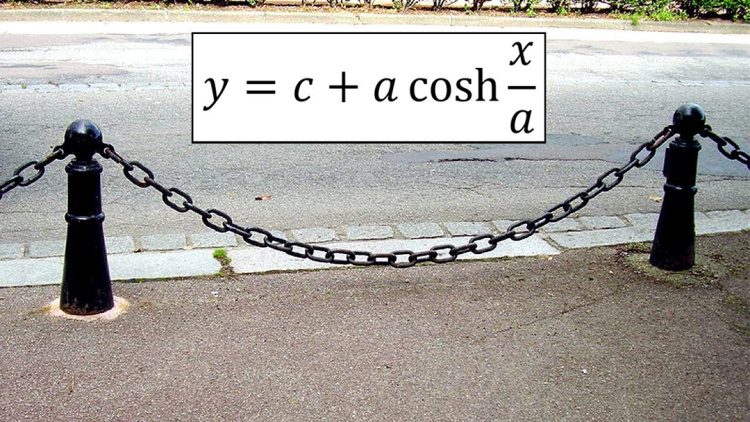 y = c + a cosh x/a